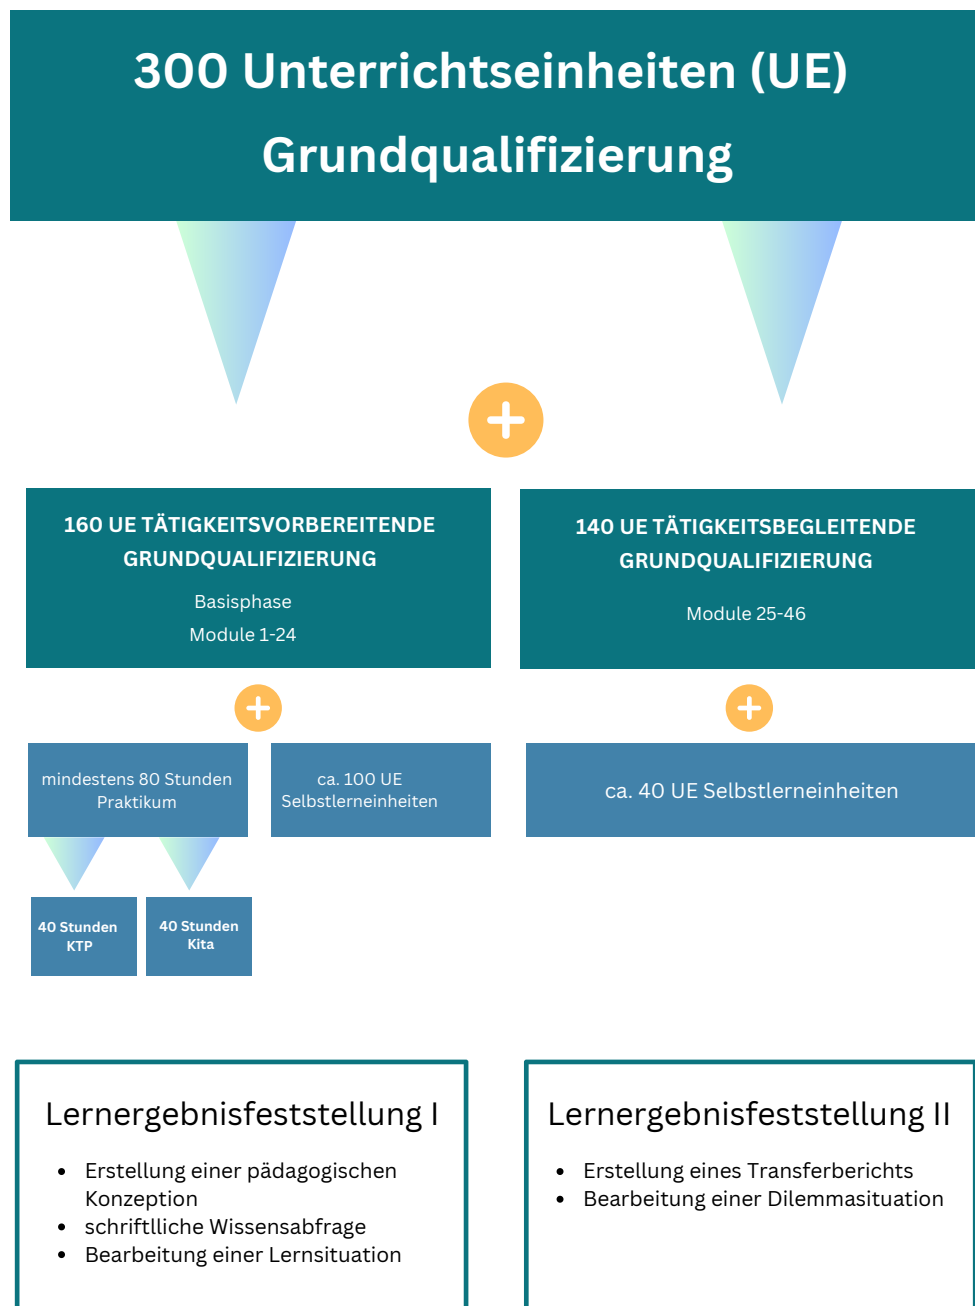 300 Unterrichtseinheiten (UE)
Grundqualifizierung
160 UE TÄTIGKEITSVORBEREITENDE
GRUNDQUALIFIZIERUNG
Basisphase
Module 1-24
140 UE TÄTIGKEITSBEGLEITENDE
GRUNDQUALIFIZIERUNG
Module 25-46
mindestens 80 Stunden
Praktikum
ca. 100 UE
Selbstlerneinheiten
ca. 40 UE Selbstlerneinheiten
40 Stunden
KTP
40 Stunden
Kita
Lernergebnisfeststellung I
• Erstellung einer pädagogischen
Konzeption
• schriftlliche Wissensabfrage
• Bearbeitung einer Lernsituation
Lernergebnisfeststellung II
• Erstellung eines Transferberichts
• Bearbeitung einer Dilemmasituation